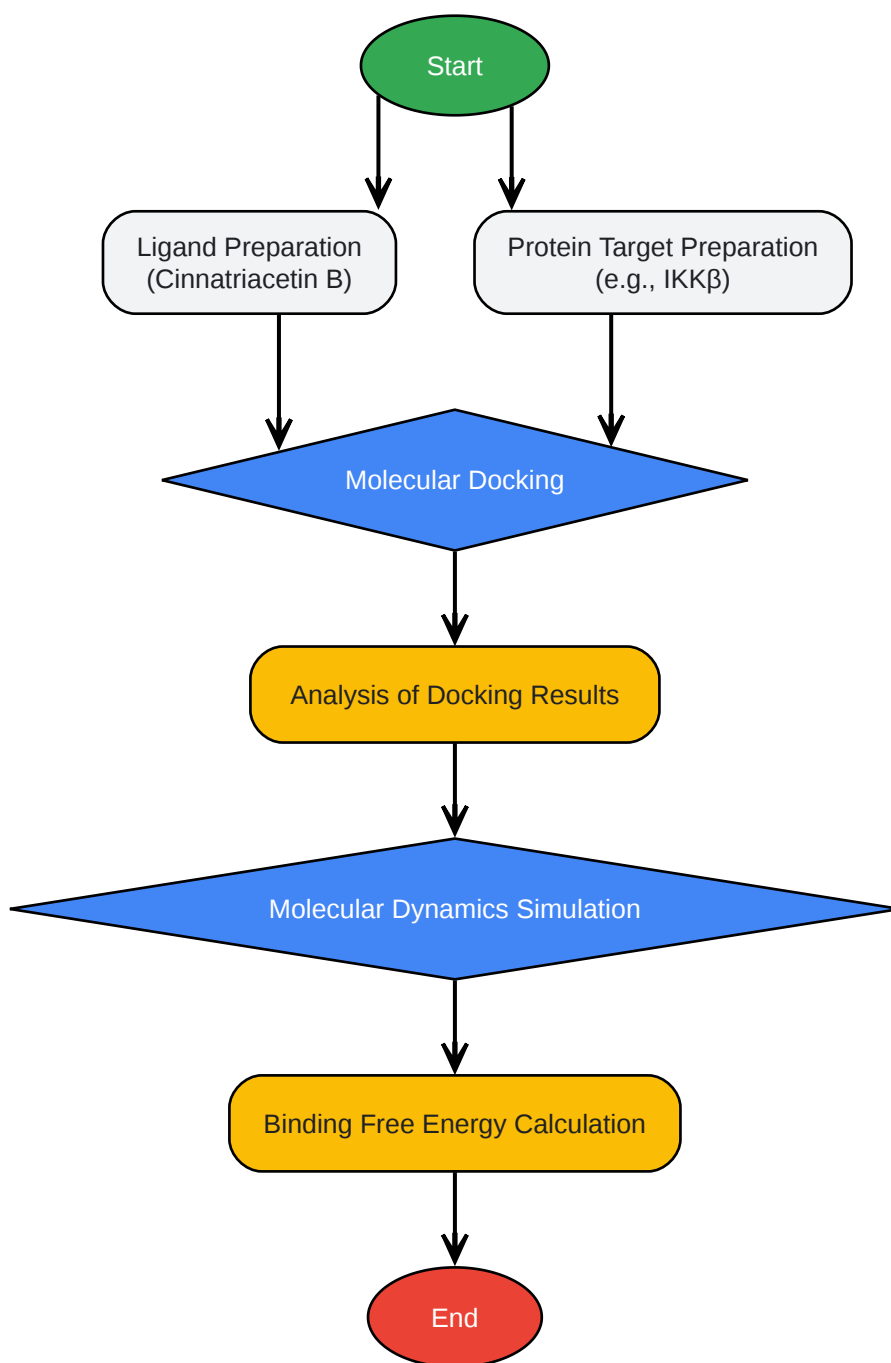 Start
Ligand Preparation
(Cinnatriacetin B)
Protein Target Preparation
(e.g., IKKβ)
Molecular Docking
Analysis of Docking Results
Molecular Dynamics Simulation
Binding Free Energy Calculation
End